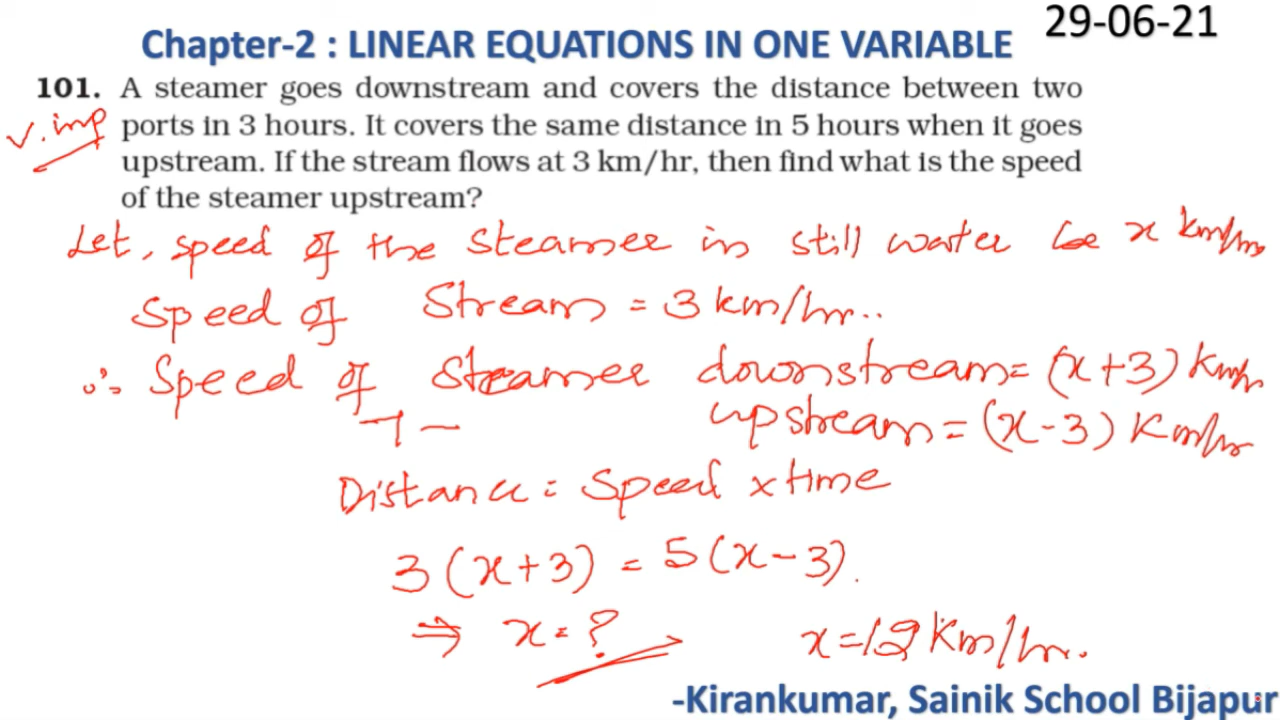 29-06-21
Chapter-2 : LINEAR EQUATIONS IN ONE VARIABLE
101. A steamer goes downstream and covers the distance between two
v. imp ports in 3 hours. It covers the same distance in 5 hours when it goes
upstream. If the stream flows at 3 km/hr, then find what is the speed
of the steamer upstream?
Let, speed of the steamer in still water be x km/hr
Speed of Stream = 3 km/hr..
∴ Speed of Steamer downstream = (x+3) Km/hr
upstream = (x-3) Km/hr
Distance = Speed × time
3(x+3) = 5(x-3).
⇒ x = ? x = 12 Km/hr.
-Kirankumar, Sainik School Bijapur